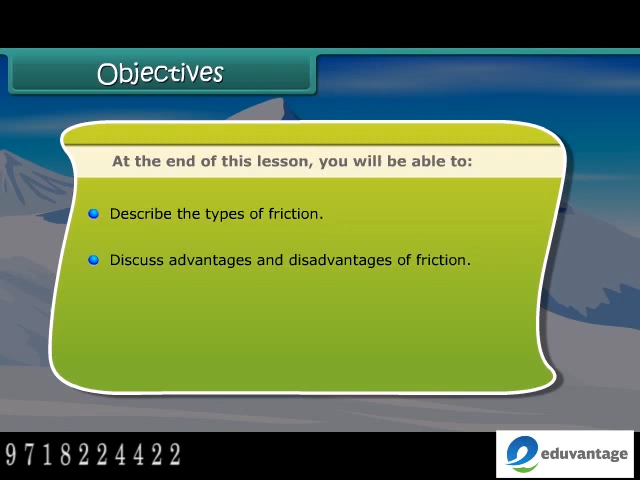 Objectives
At the end of this lesson, you will be able to:
Describe the types of friction.
Discuss advantages and disadvantages of friction.
9718224422
eduvantage